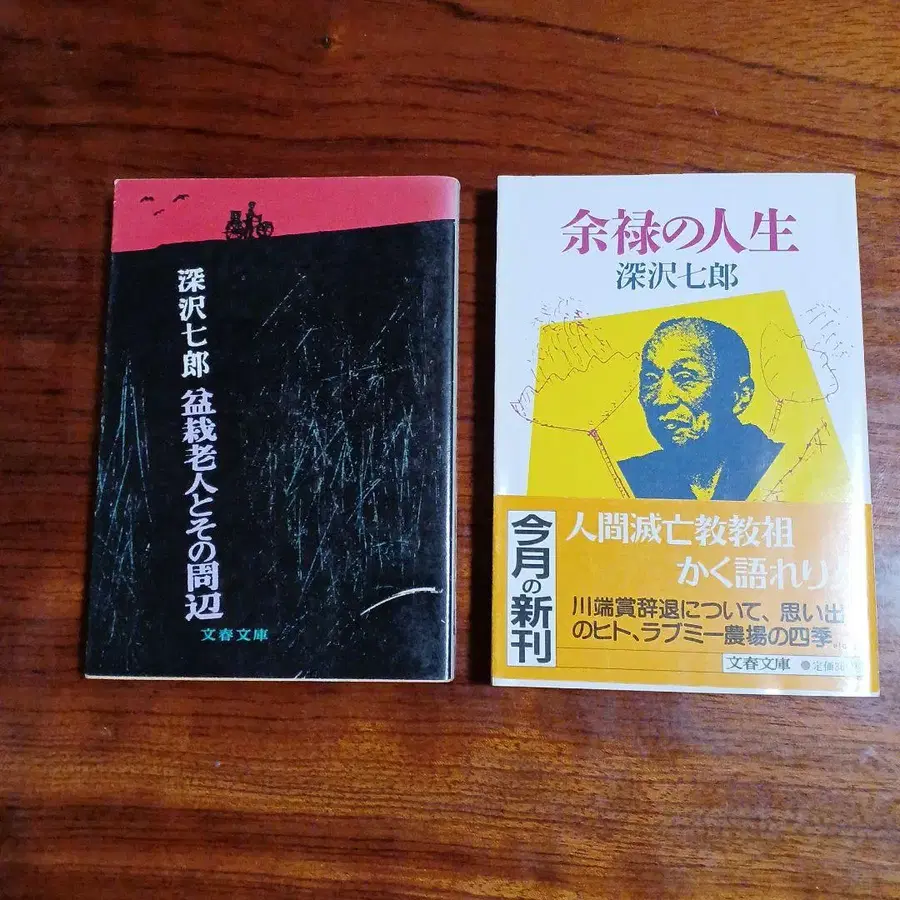 深沢七郎 盆栽老人とその周辺
文春文庫
余禄の人生
深沢七郎
今月の新刊
人間滅亡教教祖
かく語れり
川端賞辞退について、思い出
のヒト、ラブミー農場の四季
文春文庫 ●定価